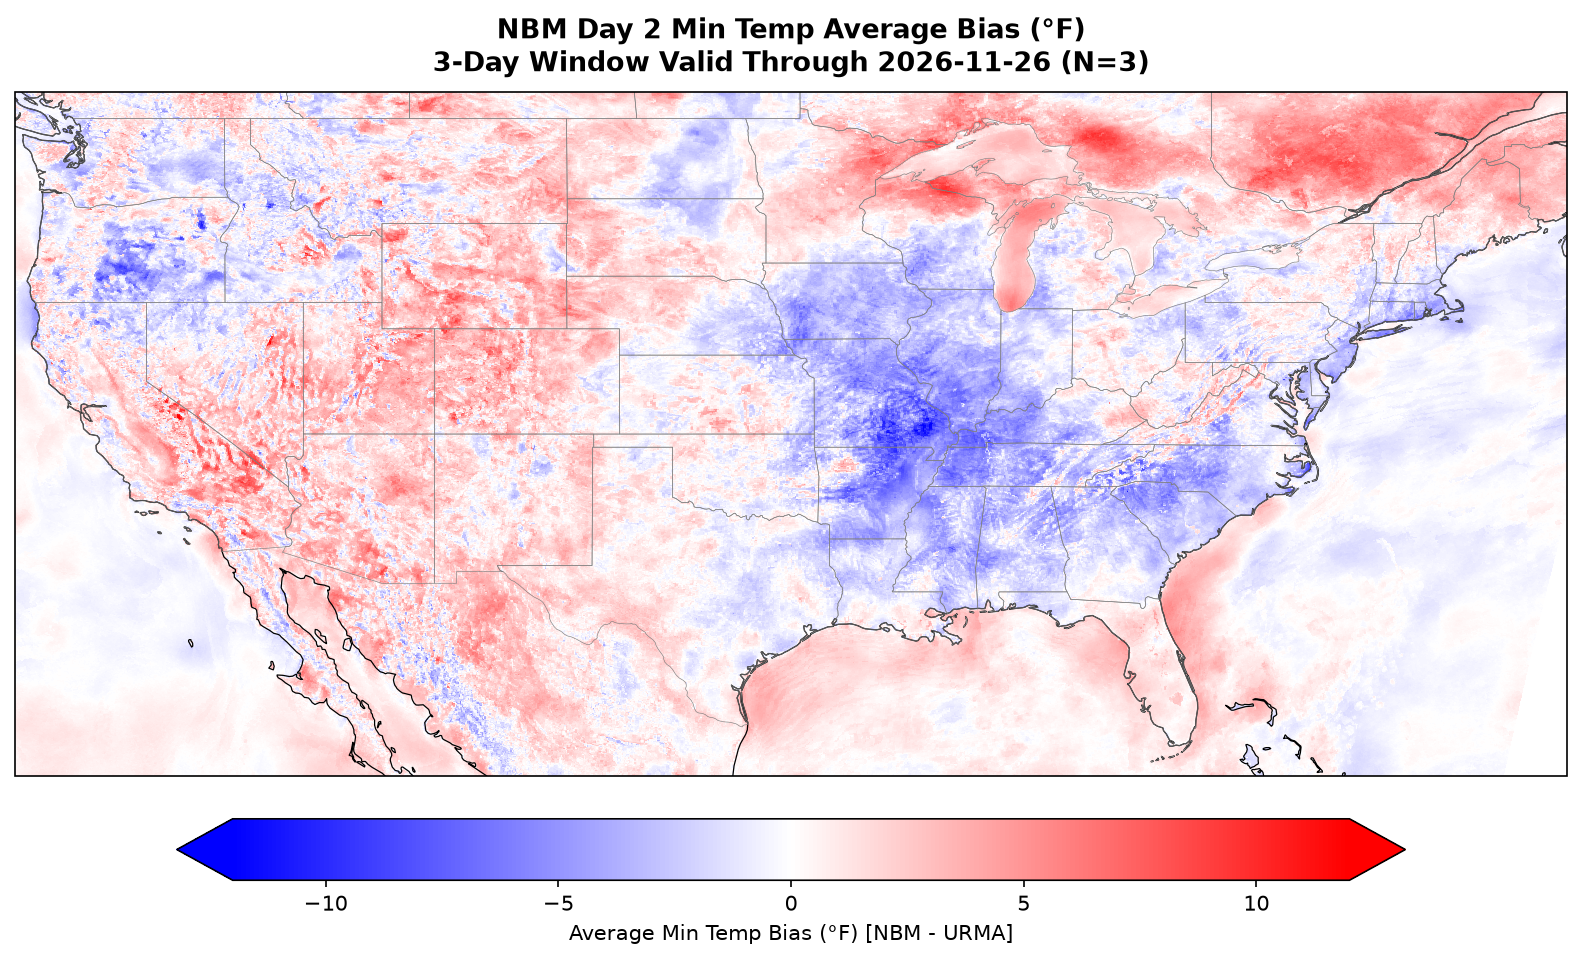 NBM Day 2 Min Temp Average Bias (°F)
3-Day Window Valid Through 2026-11-26 (N=3)
−10 −5 0 5 10
Average Min Temp Bias (°F) [NBM - URMA]